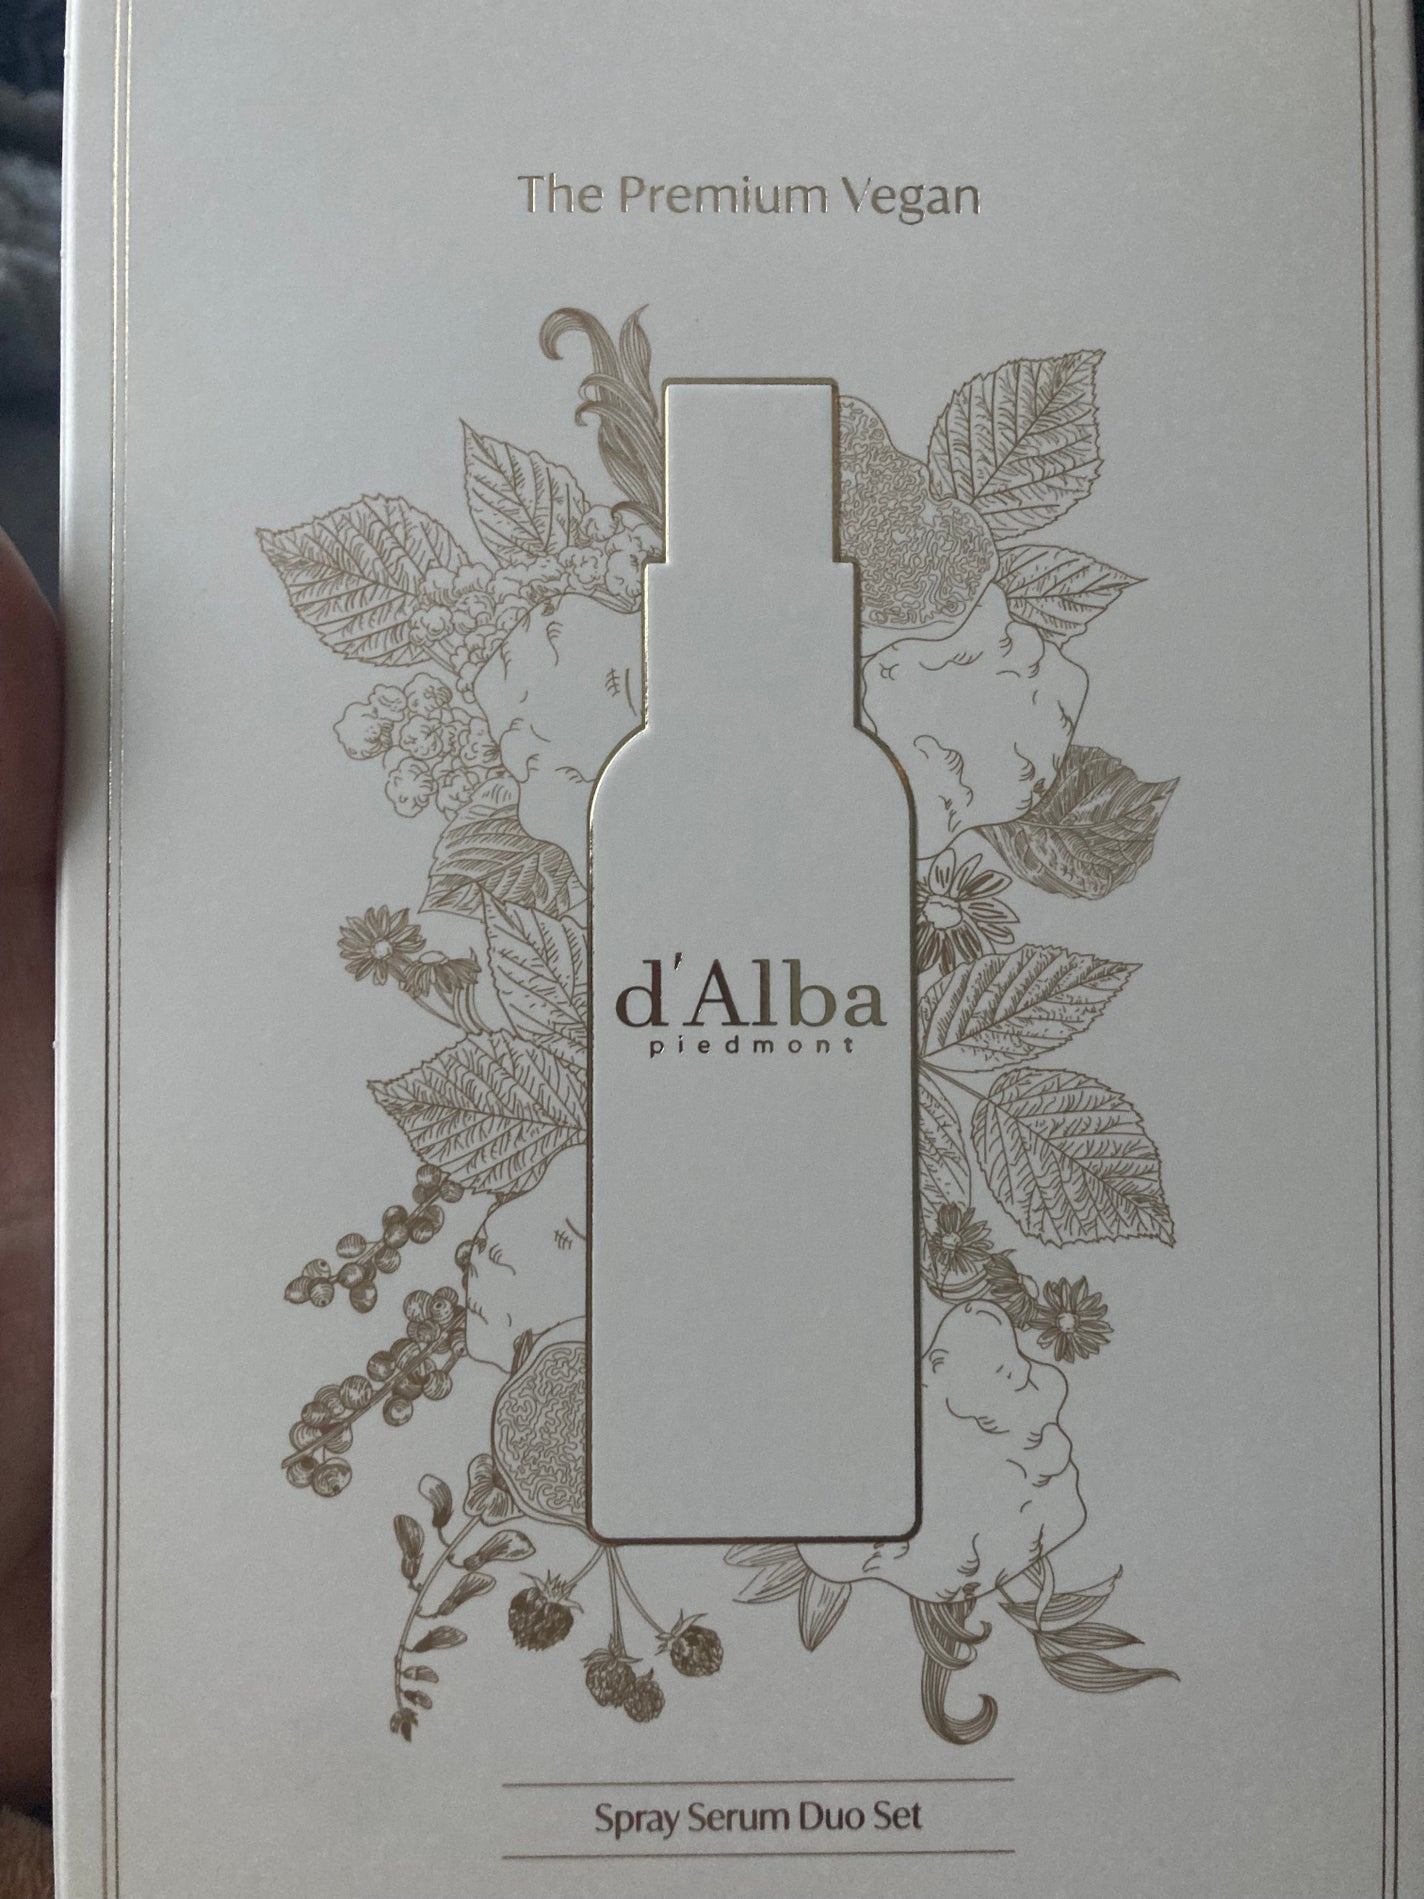 The Premium Vegan
d'Alba
piedmont
Spray Serum Duo Set